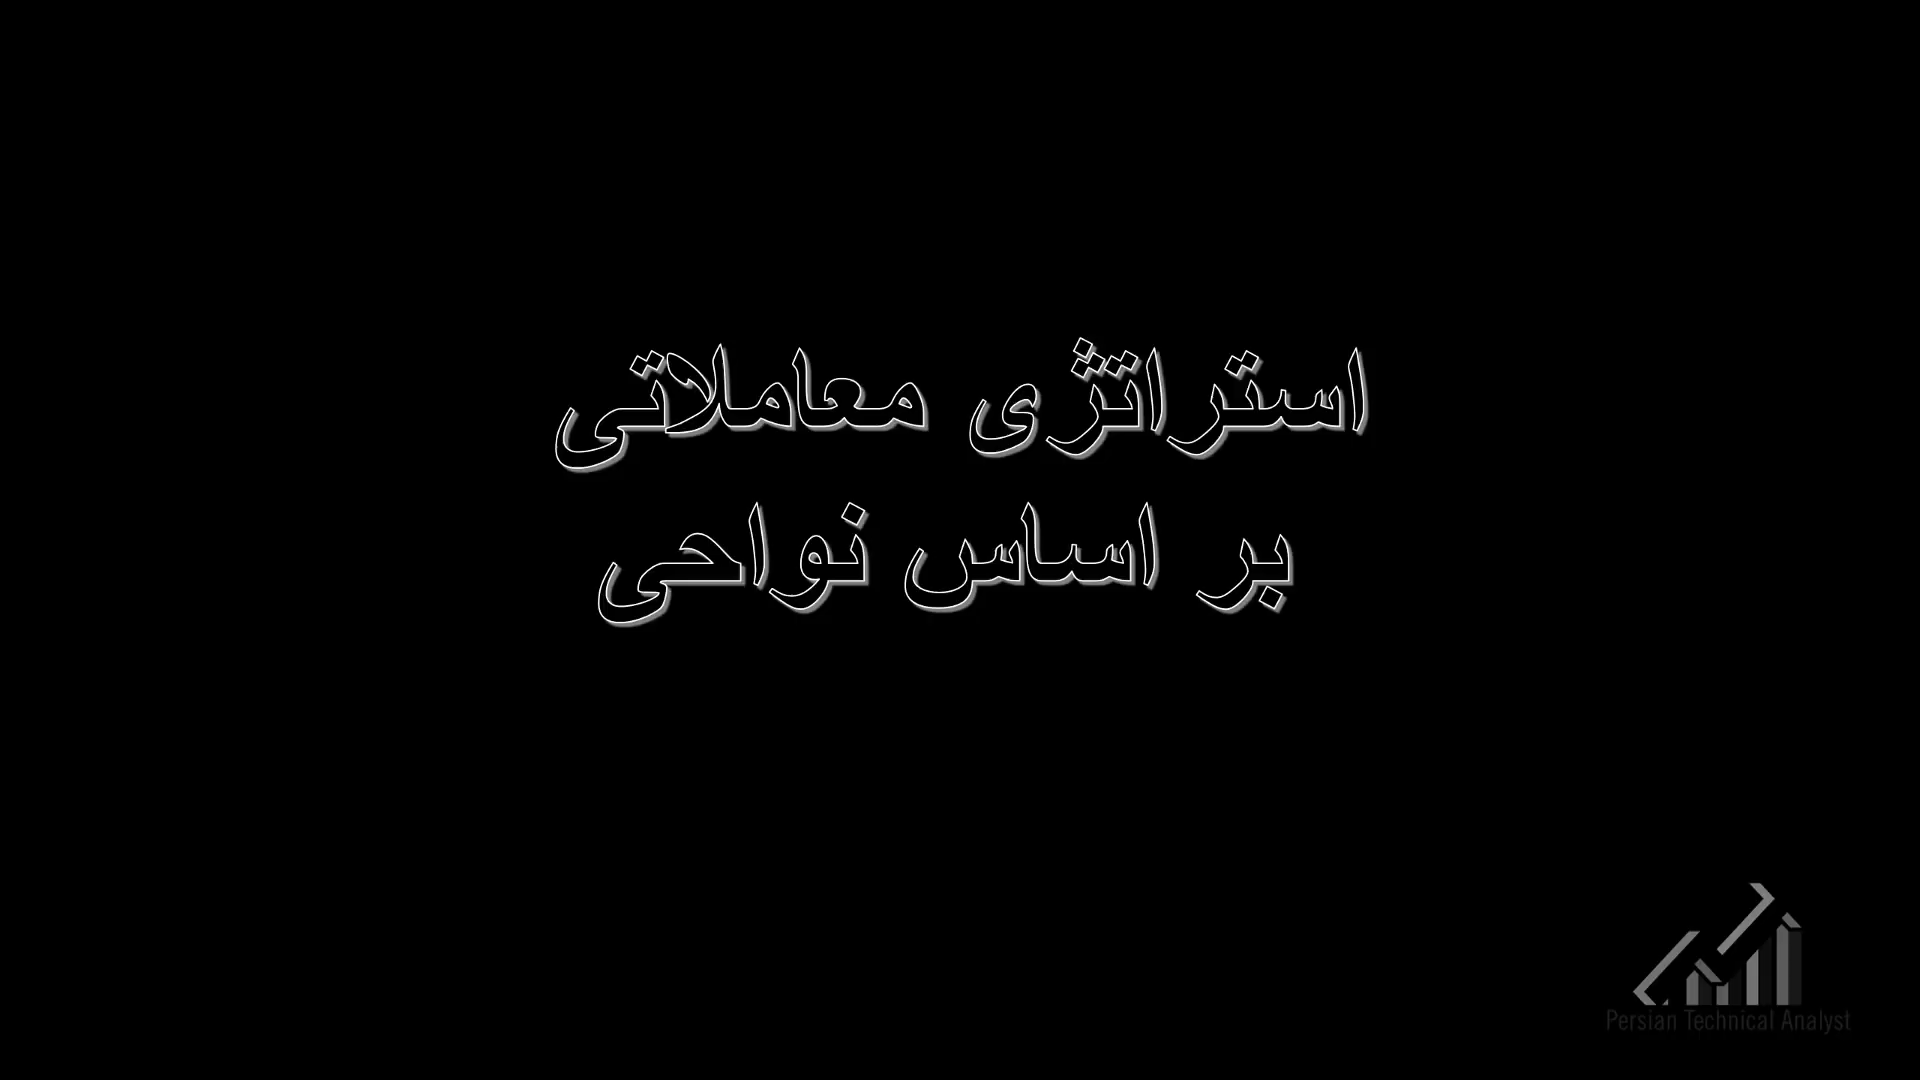 استراتژی معاملاتی
بر اساس نواحی
Persian Technical Analyst